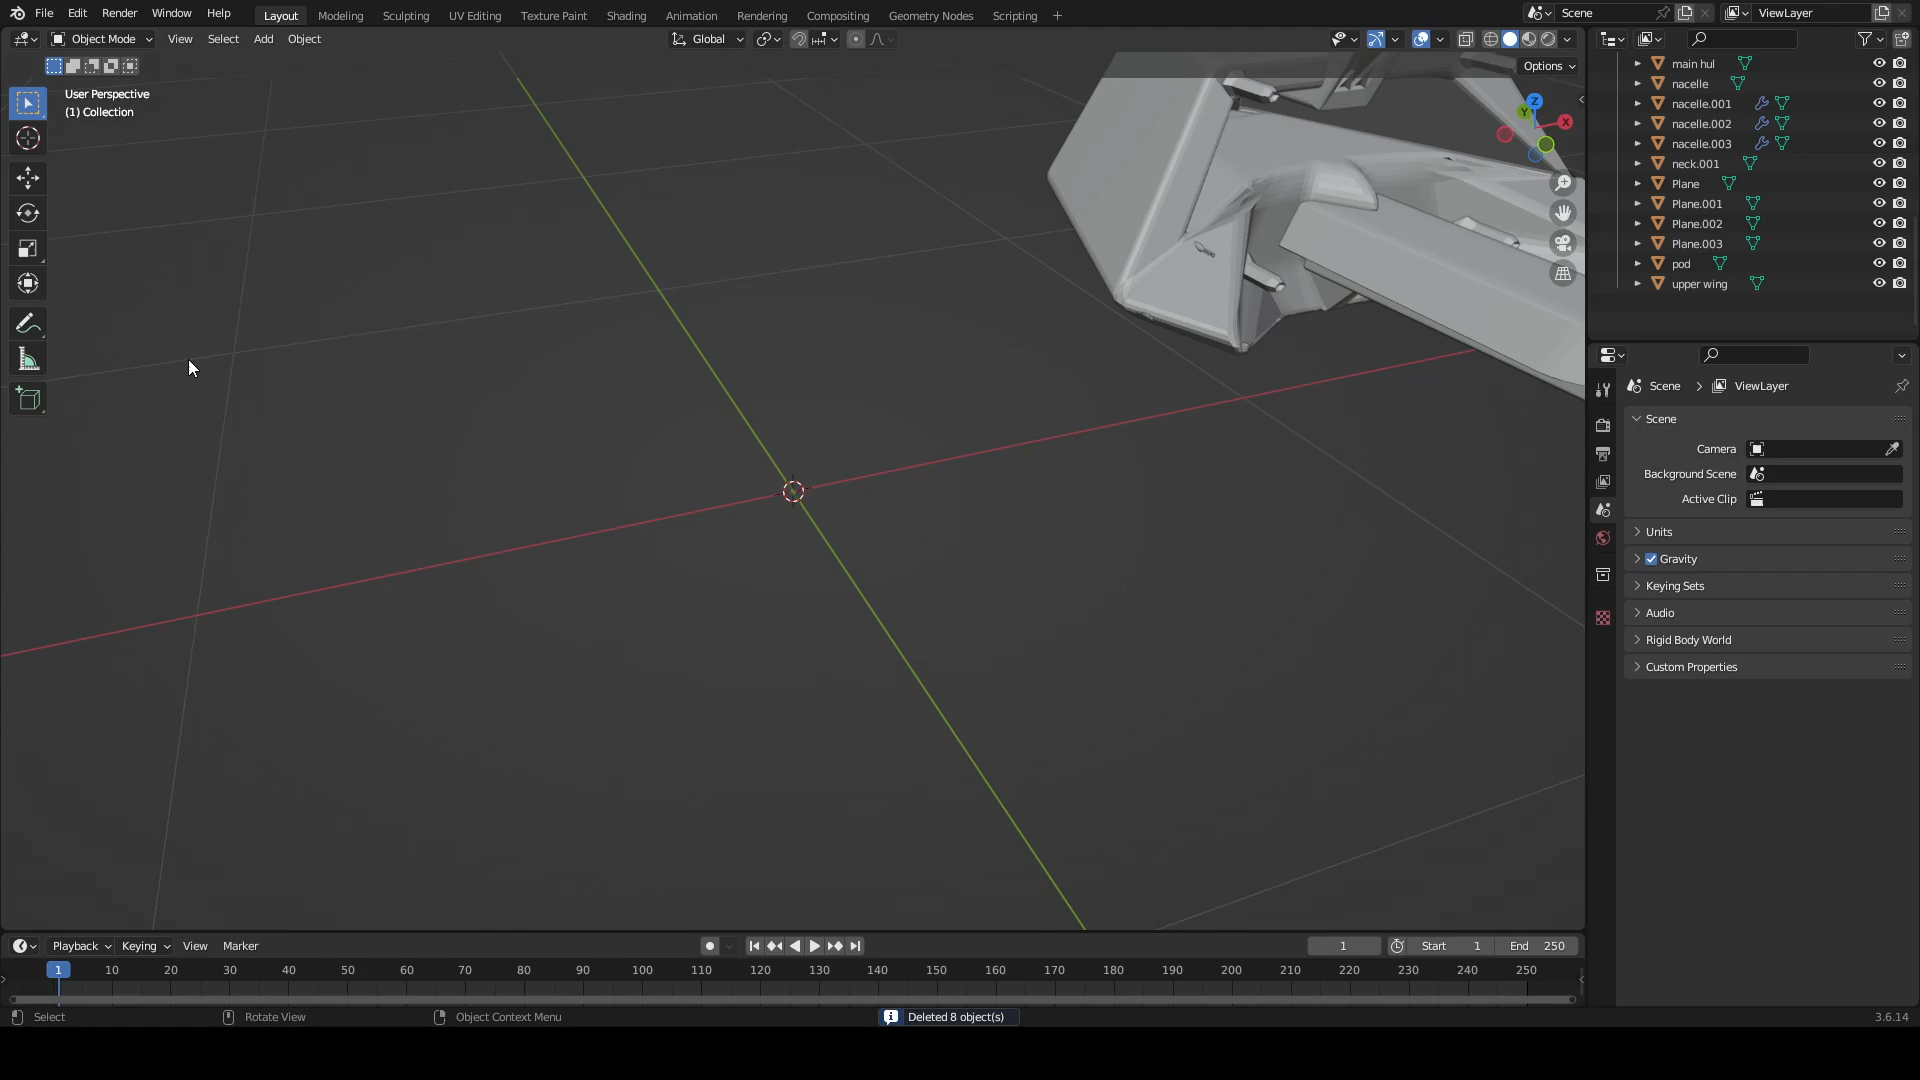 File Edit Render Window Help
Layout Modeling Sculpting UV Editing Texture Paint Shading Animation Rendering Compositing Geometry Nodes Scripting +
Scene
ViewLayer
Object Mode View Select Add Object
Global
Options
User Perspective
(1) Collection
Z
Y
X
main hul
nacelle
nacelle.001
nacelle.002
nacelle.003
neck.001
Plane
Plane.001
Plane.002
Plane.003
pod
upper wing
Scene > ViewLayer
Scene
Camera
Background Scene
Active Clip
Units
Gravity
Keying Sets
Audio
Rigid Body World
Custom Properties
Playback Keying View Marker
1 Start 1 End 250
1 10 20 30 40 50 60 70 80 90 100 110 120 130 140 150 160 170 180 190 200 210 220 230 240 250
Select Rotate View Object Context Menu Deleted 8 object(s) 3.6.14